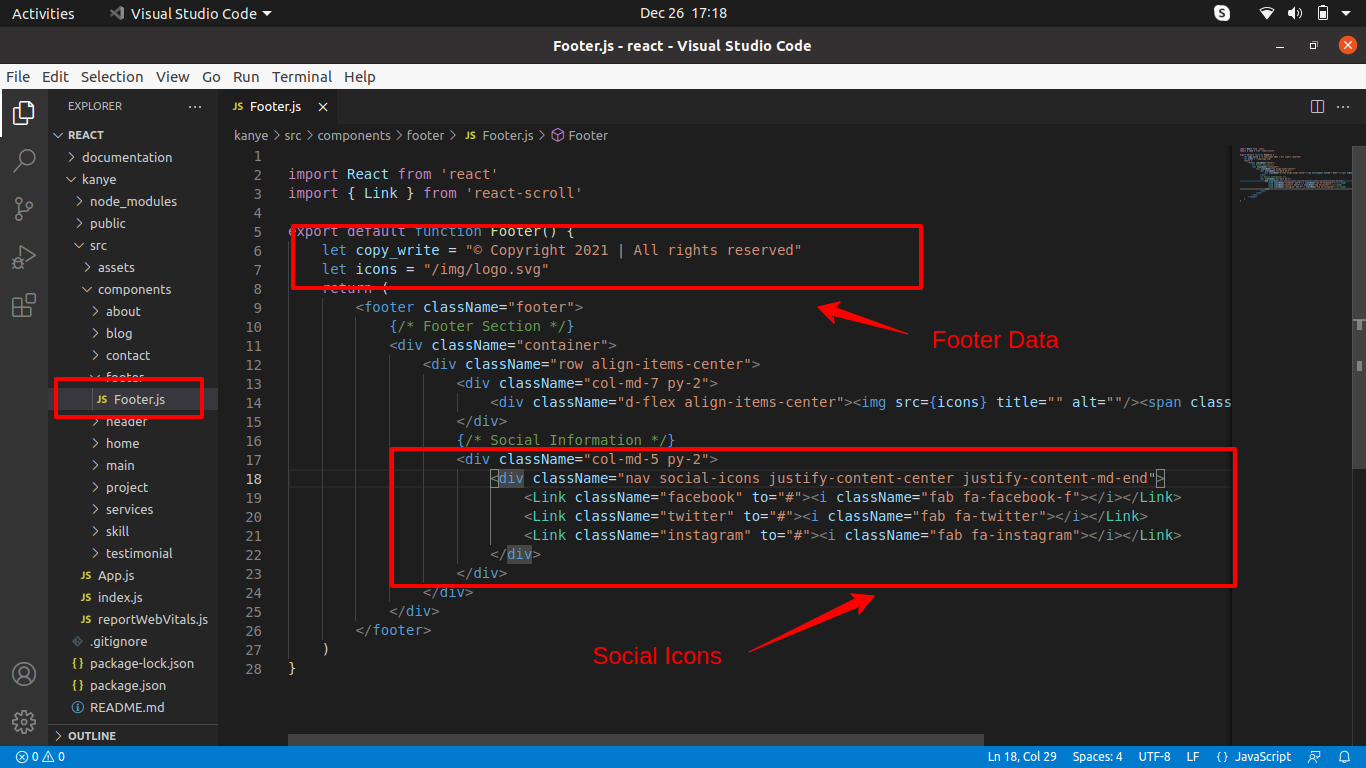 Activities Visual Studio Code Dec 26 17:18
Footer.js - react - Visual Studio Code
File Edit Selection View Go Run Terminal Help
EXPLORER
REACT
documentation
kanye
node_modules
public
src
assets
components
about
blog
contact
footer
JS Footer.js
header
home
main
project
services
skill
testimonial
JS App.js
JS index.js
JS reportWebVitals.js
.gitignore
{} package-lock.json
{} package.json
README.md
OUTLINE
JS Footer.js
kanye > src > components > footer > JS Footer.js > Footer
1
2 import React from 'react'
3 import { Link } from 'react-scroll'
4
5 export default function Footer() {
6 let copy_write = "© Copyright 2021 | All rights reserved"
7 let icons = "/img/logo.svg"
8 return (
9 <footer className="footer">
10 {/* Footer Section */}
11 <div className="container">
12 <div className="row align-items-center">
13 <div className="col-md-7 py-2">
14 <div className="d-flex align-items-center"><img src={icons} title="" alt=""/><span class
15 </div>
16 {/* Social Information */}
17 <div className="col-md-5 py-2">
18 <div className="nav social-icons justify-content-center justify-content-md-end">
19 <Link className="facebook" to="#"><i className="fab fa-facebook-f"></i></Link>
20 <Link className="twitter" to="#"><i className="fab fa-twitter"></i></Link>
21 <Link className="instagram" to="#"><i className="fab fa-instagram"></i></Link>
22 </div>
23 </div>
24 </div>
25 </div>
26 </footer>
27 )
28 }
Footer Data
Social Icons
0 0 Ln 18, Col 29 Spaces: 4 UTF-8 LF {} JavaScript